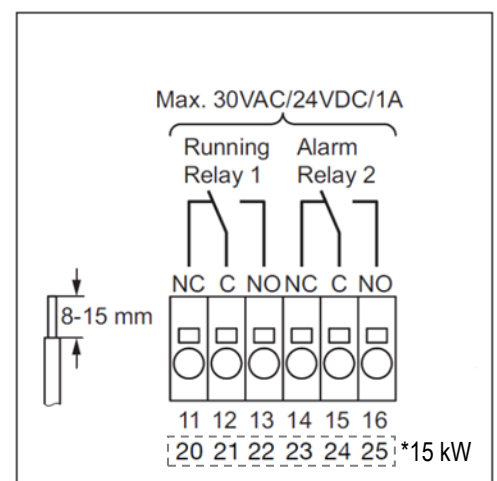 Max. 30VAC/24VDC/1A
Running Alarm
Relay 1 Relay 2
NC C NO NC C NO
8-15 mm
11 12 13 14 15 16
20 21 22 23 24 25 *15 kW